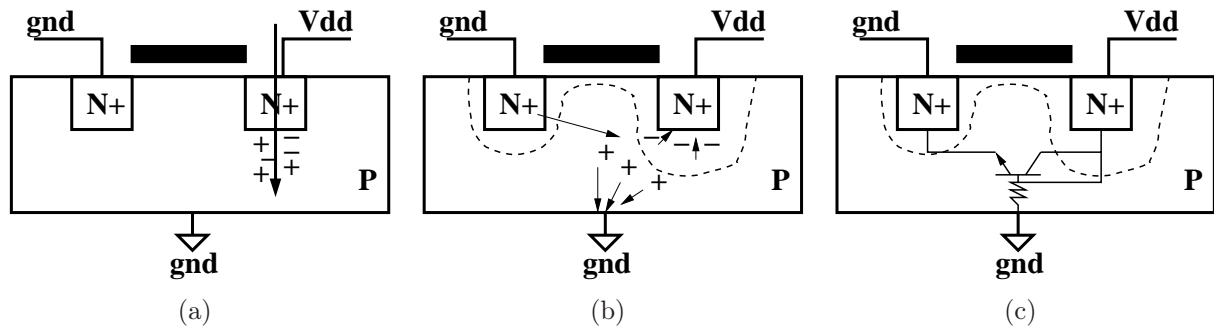 gnd Vdd
N+ N+
+ −
+ − −
+ +
P
gnd
(a)
gnd Vdd
N+ N+
+ − − −
+
+
P
gnd
(b)
gnd Vdd
N+ N+
P
gnd
(c)